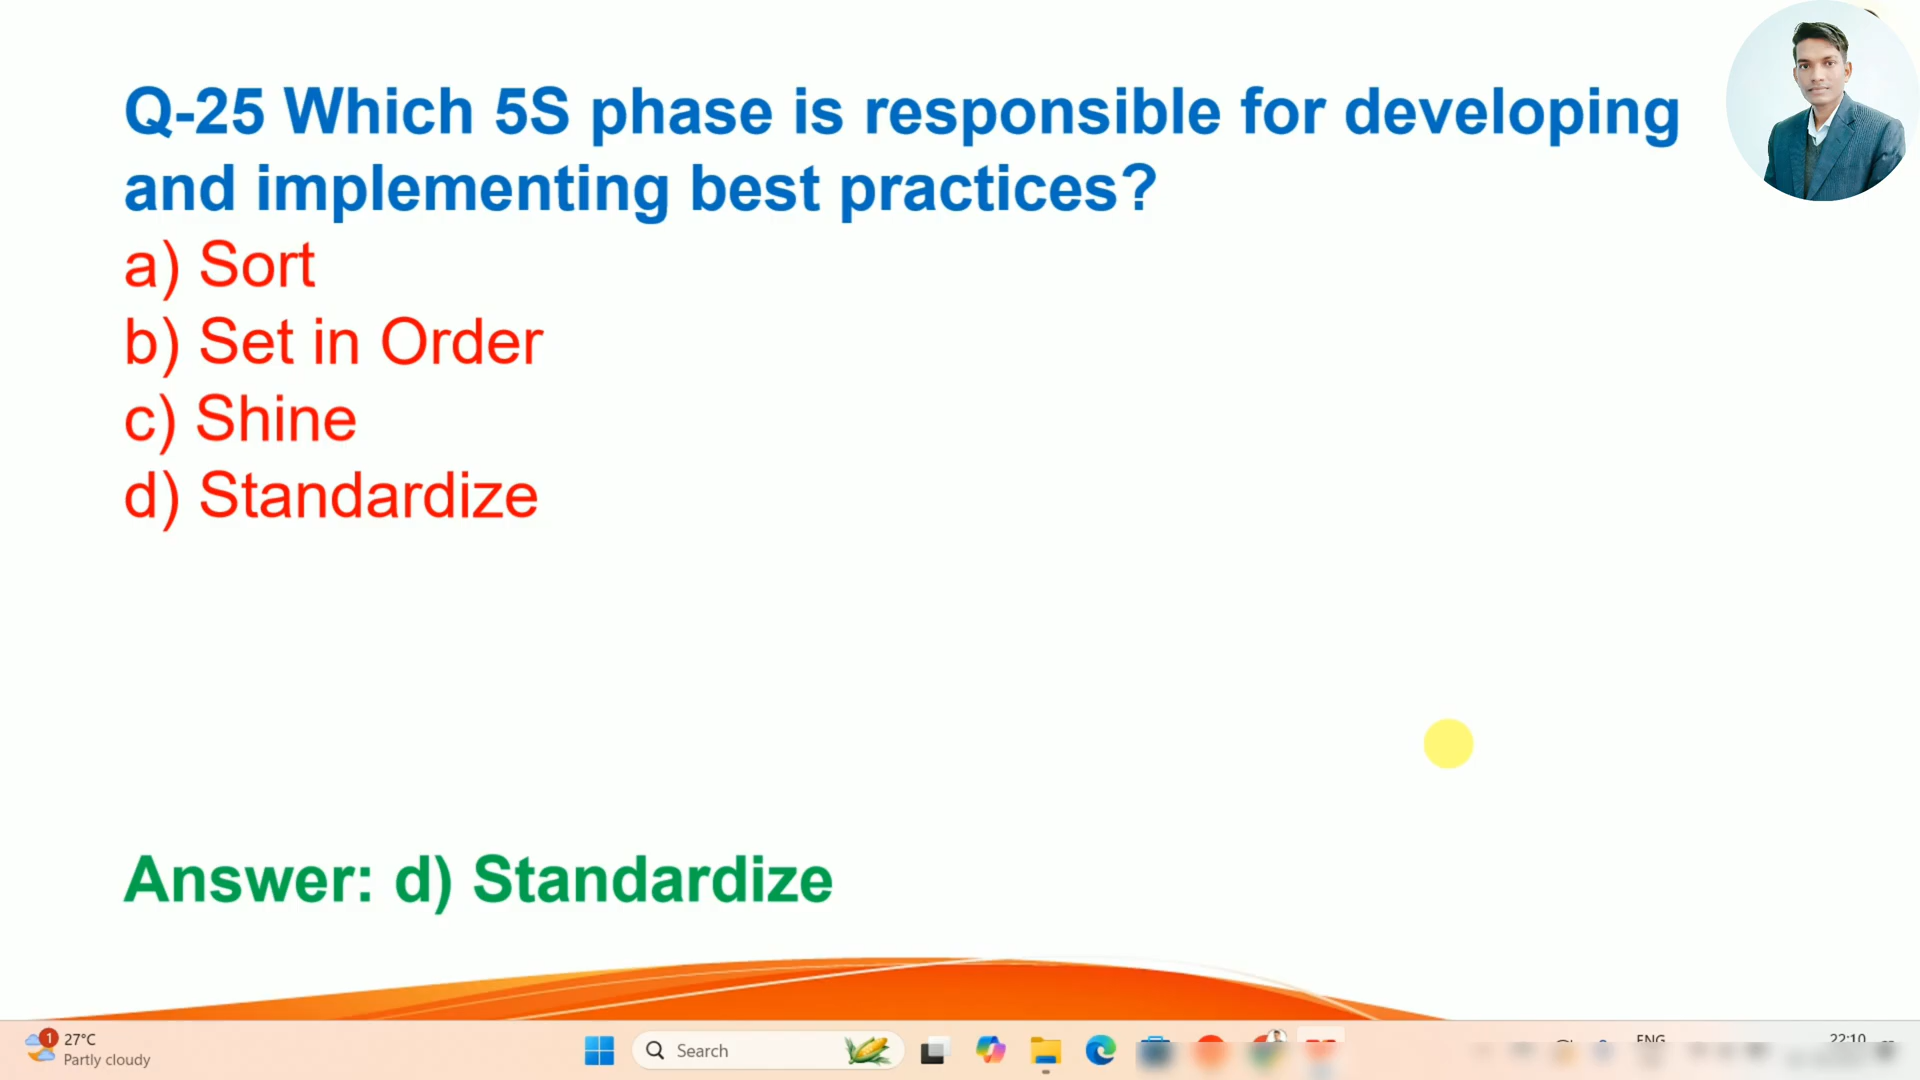 Q-25 Which 5S phase is responsible for developing
and implementing best practices?
a) Sort
b) Set in Order
c) Shine
d) Standardize
Answer: d) Standardize
1
27°C
Partly cloudy
Search
ENG
22:10